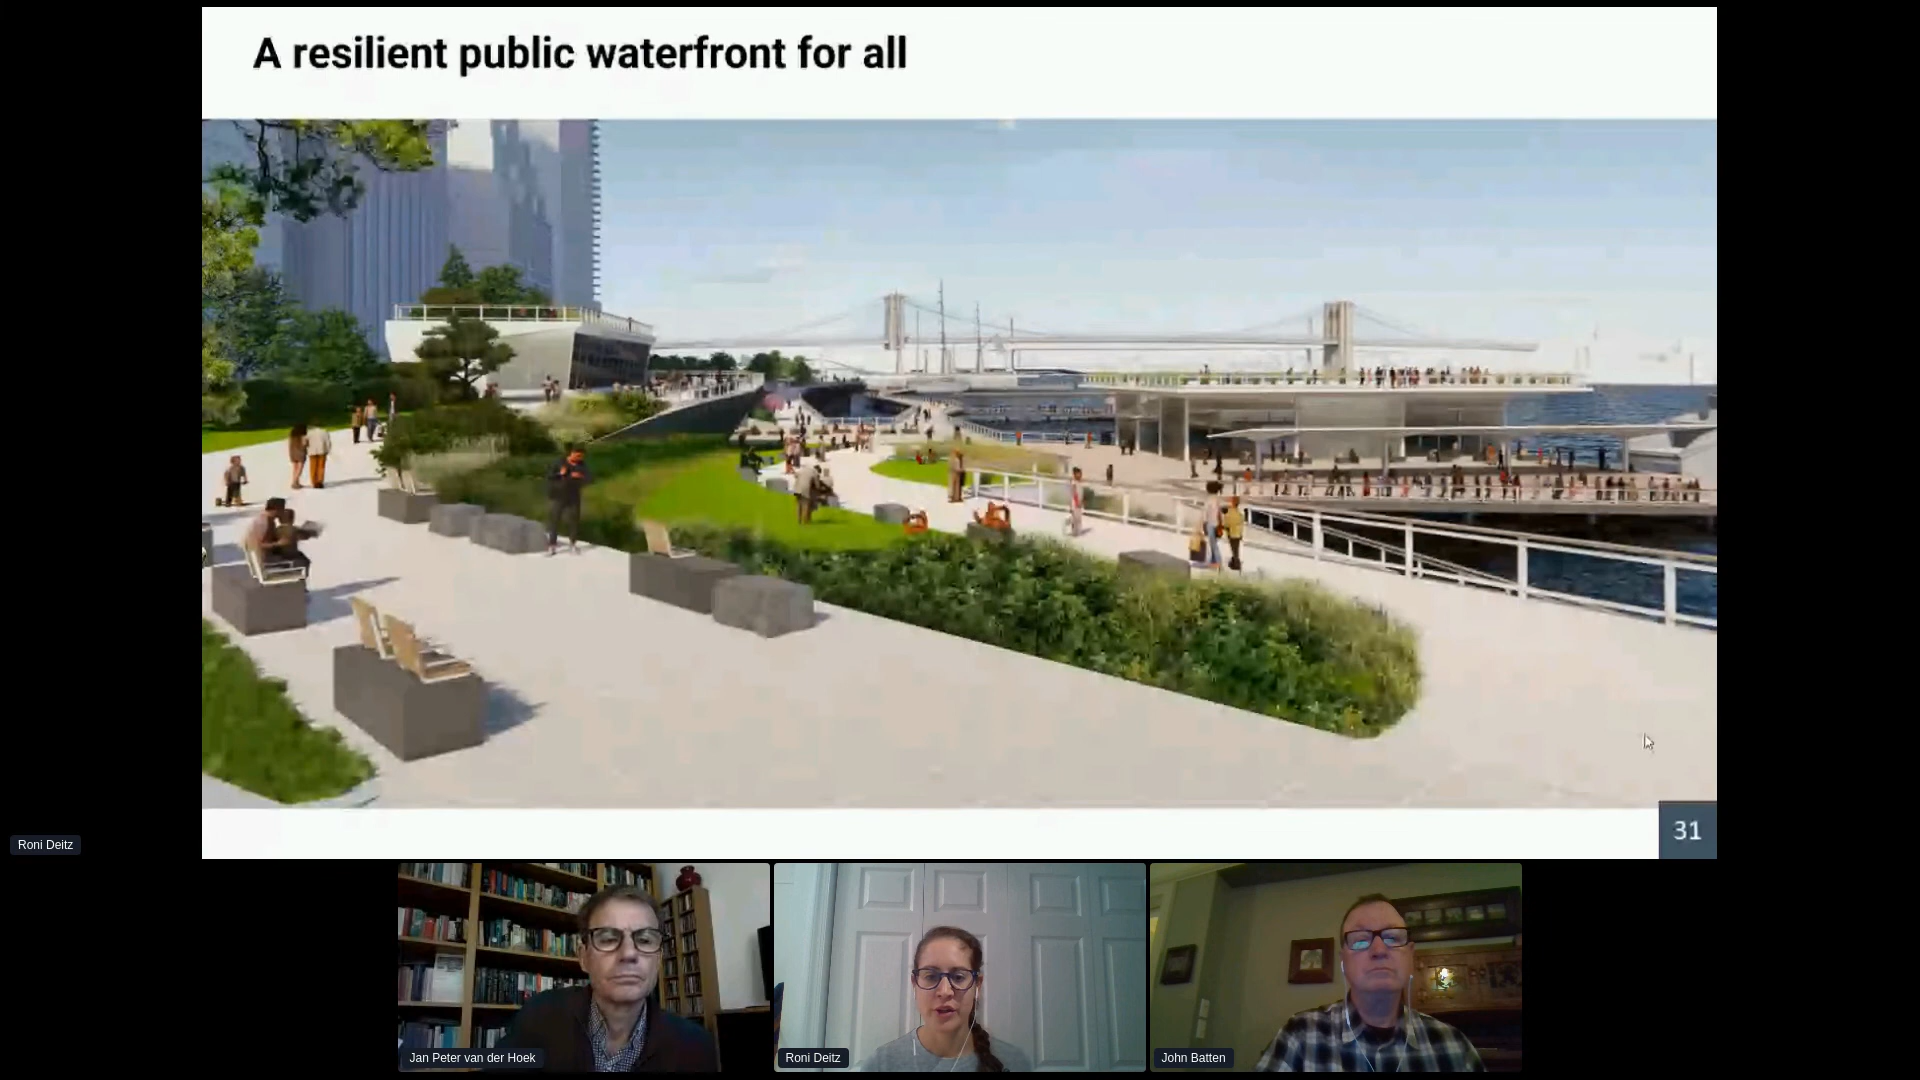 A resilient public waterfront for all
31
Roni Deitz
Jan Peter van der Hoek
Roni Deitz
John Batten